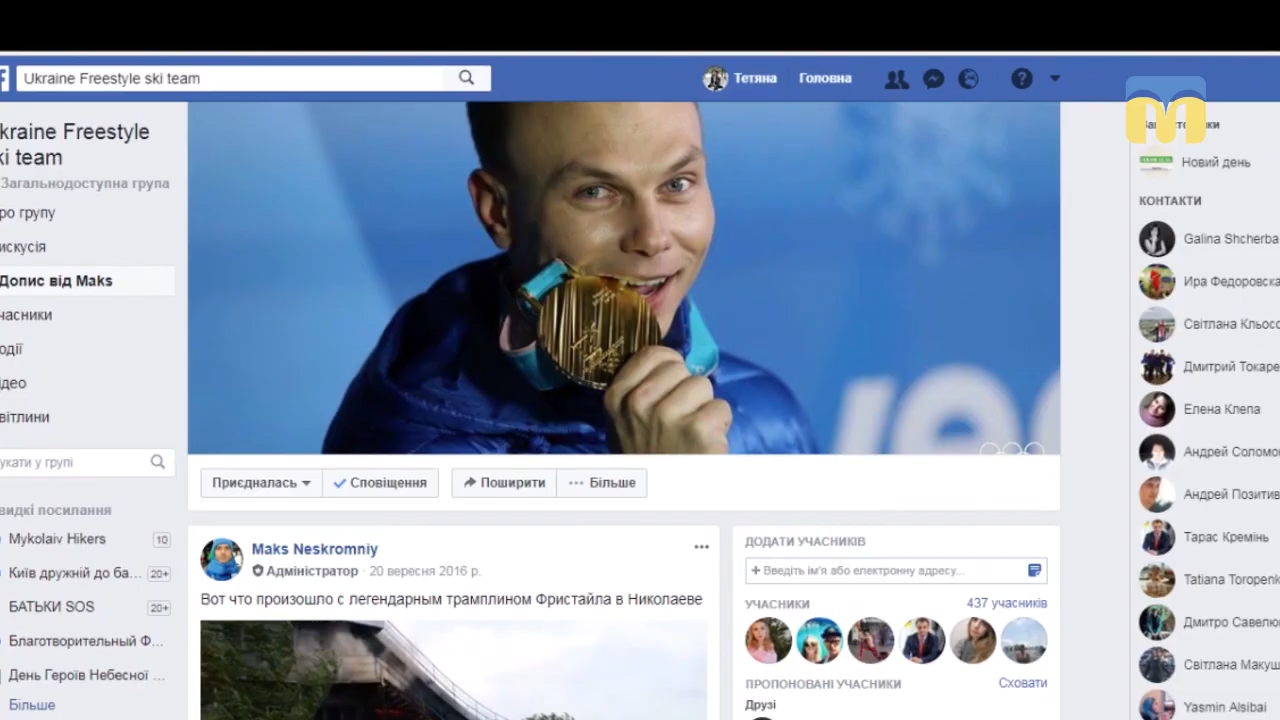 Ukraine Freestyle ski team
Тетяна
Головна
kraine Freestyle
ki team
Загальнодоступна група
ро групу
искусія
Допис від Maks
часники
одії
ідео
вітлини
укати у групі
видкі посилання
Mykolaiv Hikers 10
Київ дружній до ба... 20+
БАТЬКИ SOS 20+
Благотворительный Ф...
День Героїв Небесної ...
Більше
Приєдналась
Сповіщення
Поширити
Більше
Maks Neskromniy
Адміністратор · 20 вересня 2016 р.
Вот что произошло с легендарным трамплином Фристайла в Николаеве
ДОДАТИ УЧАСНИКІВ
+ Введіть ім'я або електронну адресу...
УЧАСНИКИ 437 учасників
ПРОПОНОВАНІ УЧАСНИКИ Сховати
Друзі
Новий день
КОНТАКТИ
Galina Shcherba
Ира Федоровска
Світлана Кльос
Дмитрий Токаре
Елена Клепа
Андрей Соломо
Андрей Позитив
Тарас Кремінь
Tatiana Toropenk
Дмитро Савелю
Світлана Макуш
Yasmin Alsibai